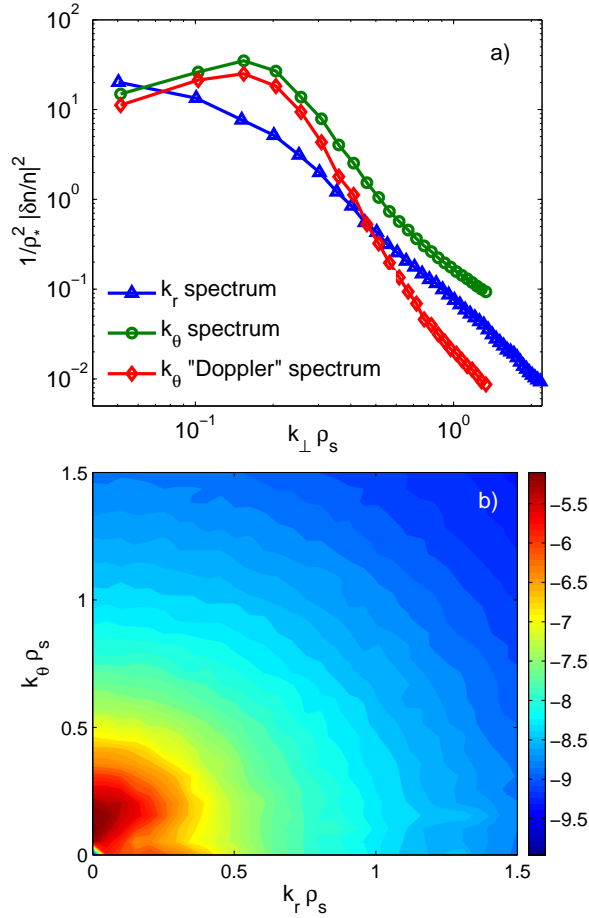 a)
10^2
10^1
10^0
10^{-1}
10^{-2}
1/ρ_*^2 |δn/n|^2
k_r spectrum
k_θ spectrum
k_θ "Doppler" spectrum
10^{-1} 10^0
k_⊥ ρ_s
b)
1.5
1
0.5
0
k_θ ρ_s
0 0.5 1 1.5
k_r ρ_s
−5.5
−6
−6.5
−7
−7.5
−8
−8.5
−9
−9.5